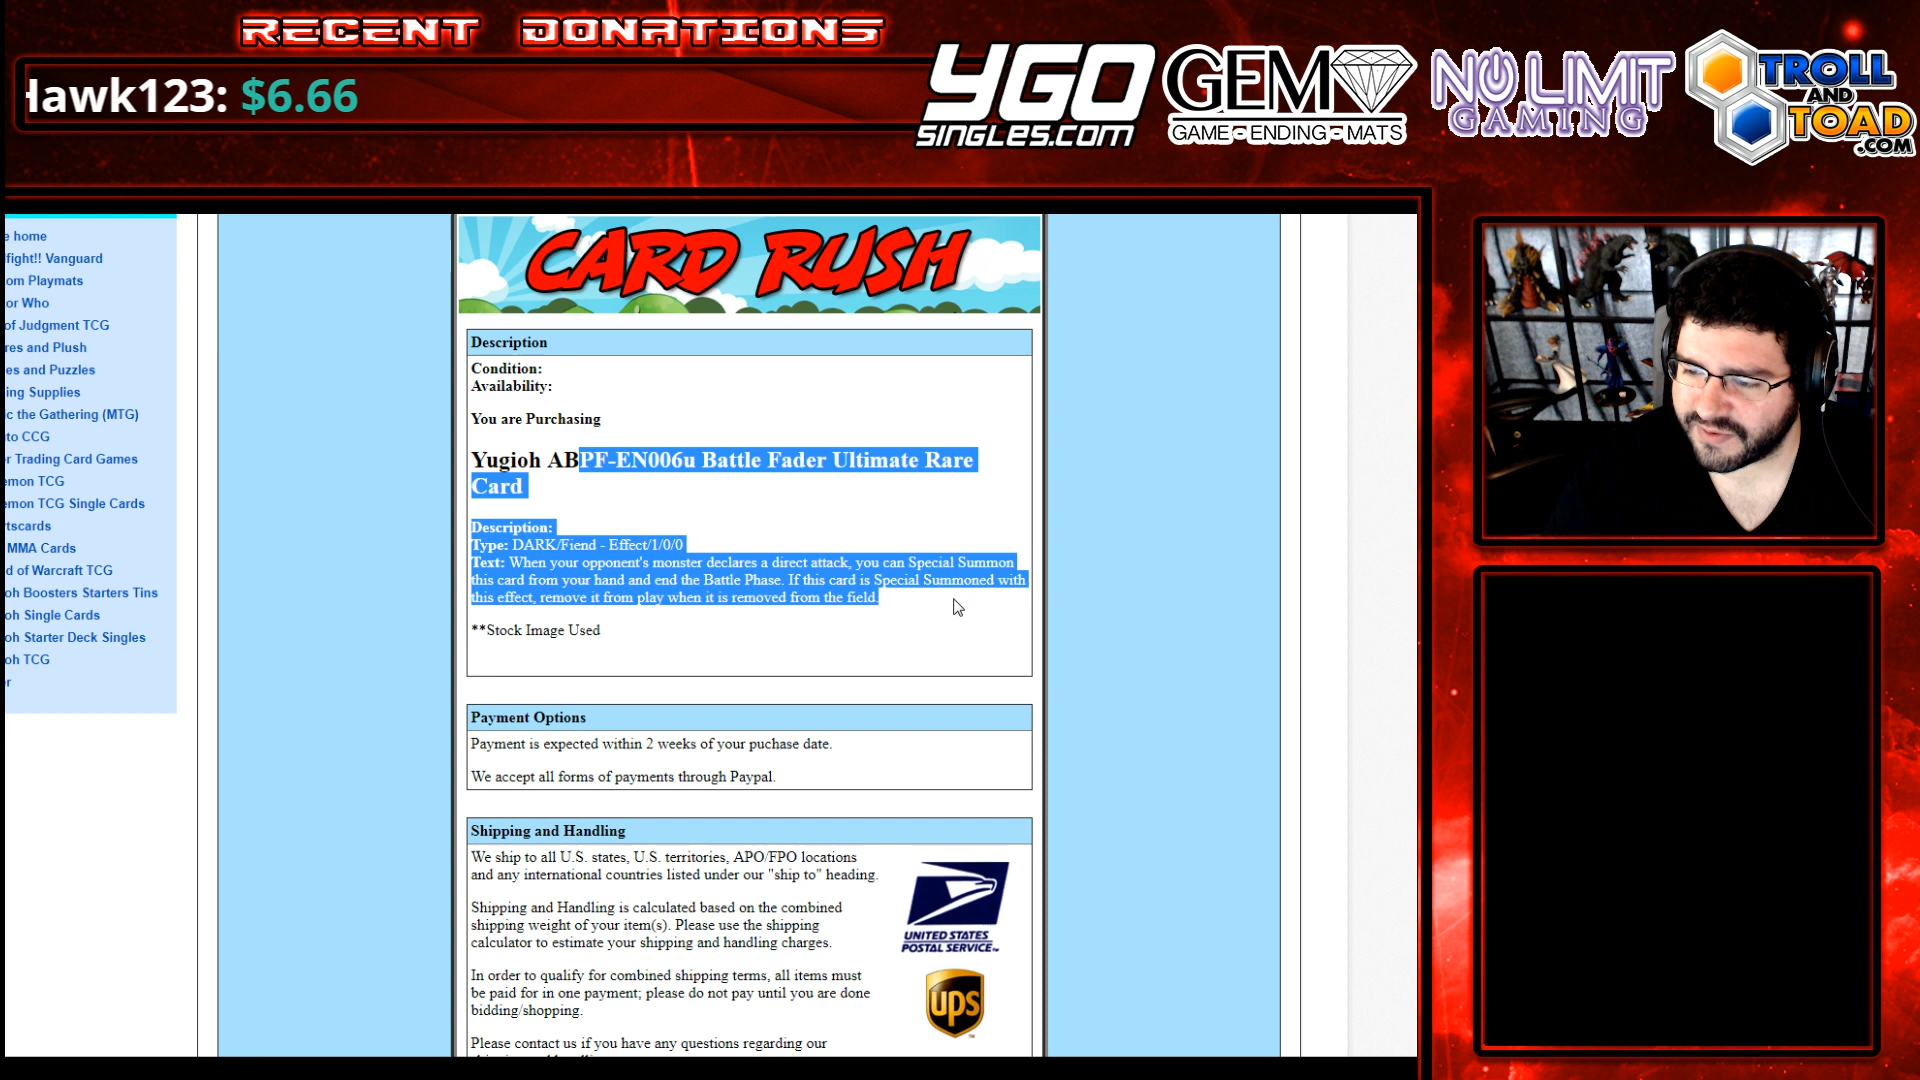 RECENT DONATIONS
Hawk123: $6.66
YGO
SINGLES.COM
GEM
GAME-ENDING-MATS
NO LIMIT
GAMING
TROLL
AND
TOAD
.COM
e home
fight!! Vanguard
om Playmats
or Who
of Judgment TCG
res and Plush
es and Puzzles
ing Supplies
ic the Gathering (MTG)
to CCG
r Trading Card Games
emon TCG
emon TCG Single Cards
rtscards
MMA Cards
d of Warcraft TCG
oh Boosters Starters Tins
oh Single Cards
oh Starter Deck Singles
oh TCG
r
CARD RUSH
Description
Condition:
Availability:
You are Purchasing
Yugioh ABPF-EN006u Battle Fader Ultimate Rare
Card
Description:
Type: DARK/Fiend - Effect/1/0/0
Text: When your opponent's monster declares a direct attack, you can Special Summon
this card from your hand and end the Battle Phase. If this card is Special Summoned with
this effect, remove it from play when it is removed from the field.
**Stock Image Used
Payment Options
Payment is expected within 2 weeks of your puchase date.
We accept all forms of payments through Paypal.
Shipping and Handling
We ship to all U.S. states, U.S. territories, APO/FPO locations
and any international countries listed under our "ship to" heading.
Shipping and Handling is calculated based on the combined
shipping weight of your item(s). Please use the shipping
calculator to estimate your shipping and handling charges.
In order to qualify for combined shipping terms, all items must
be paid for in one payment; please do not pay until you are done
bidding/shopping.
Please contact us if you have any questions regarding our
UNITED STATES
POSTAL SERVICE
ups